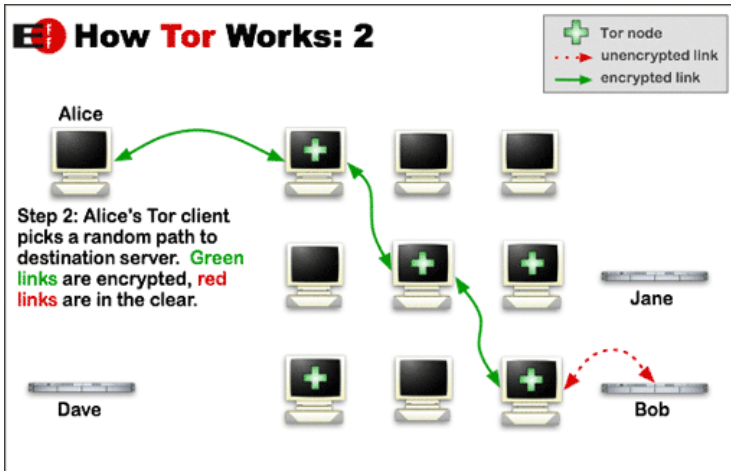 EFF How Tor Works: 2
Tor node
unencrypted link
encrypted link
Alice
Step 2: Alice's Tor client
picks a random path to
destination server. Green
links are encrypted, red
links are in the clear.
Jane
Dave
Bob